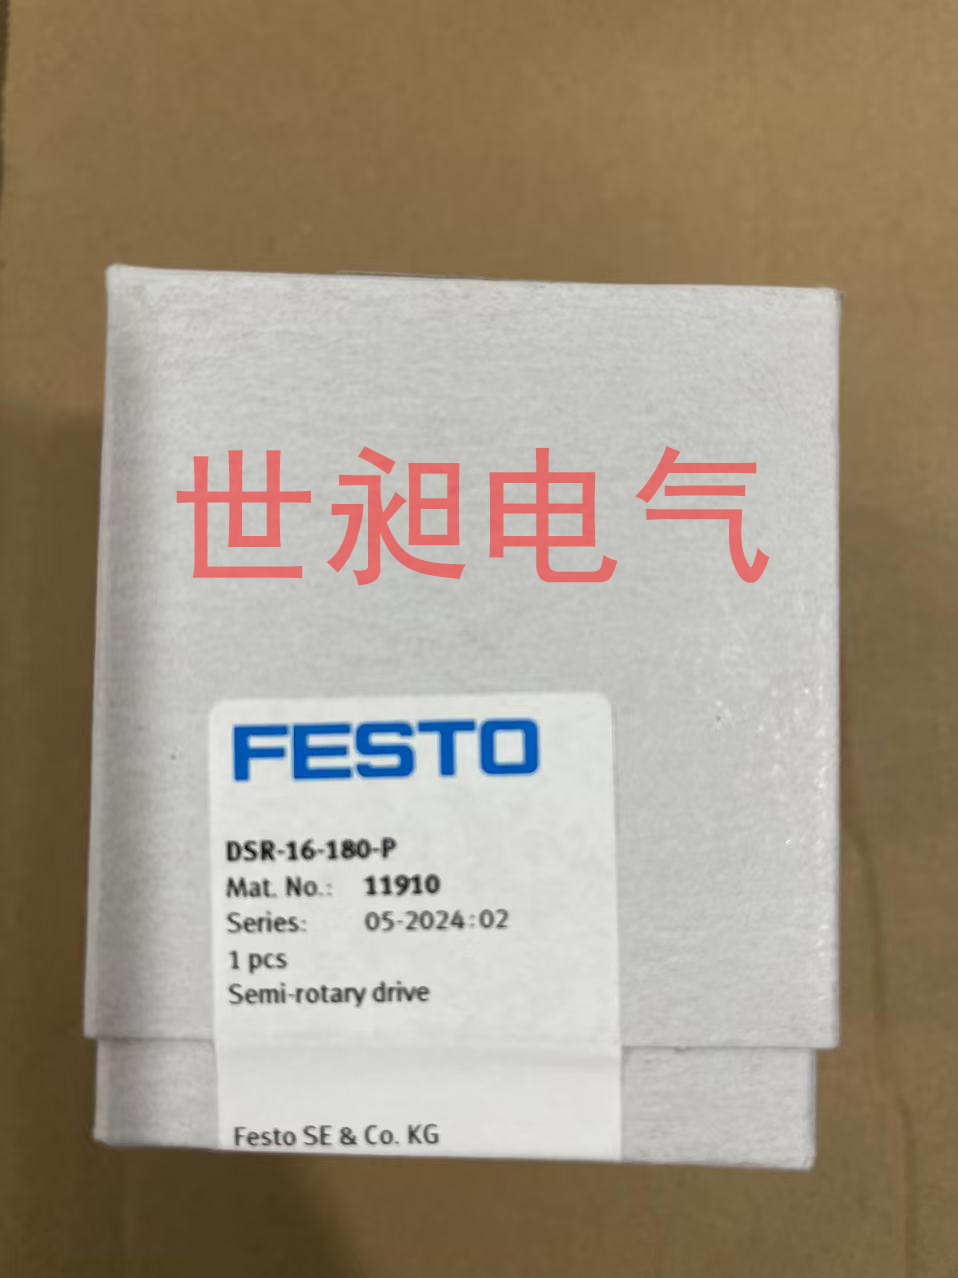 世昶电气
FESTO
DSR-16-180-P
Mat. No.: 11910
Series: 05-2024:02
1 pcs
Semi-rotary drive
Festo SE & Co. KG